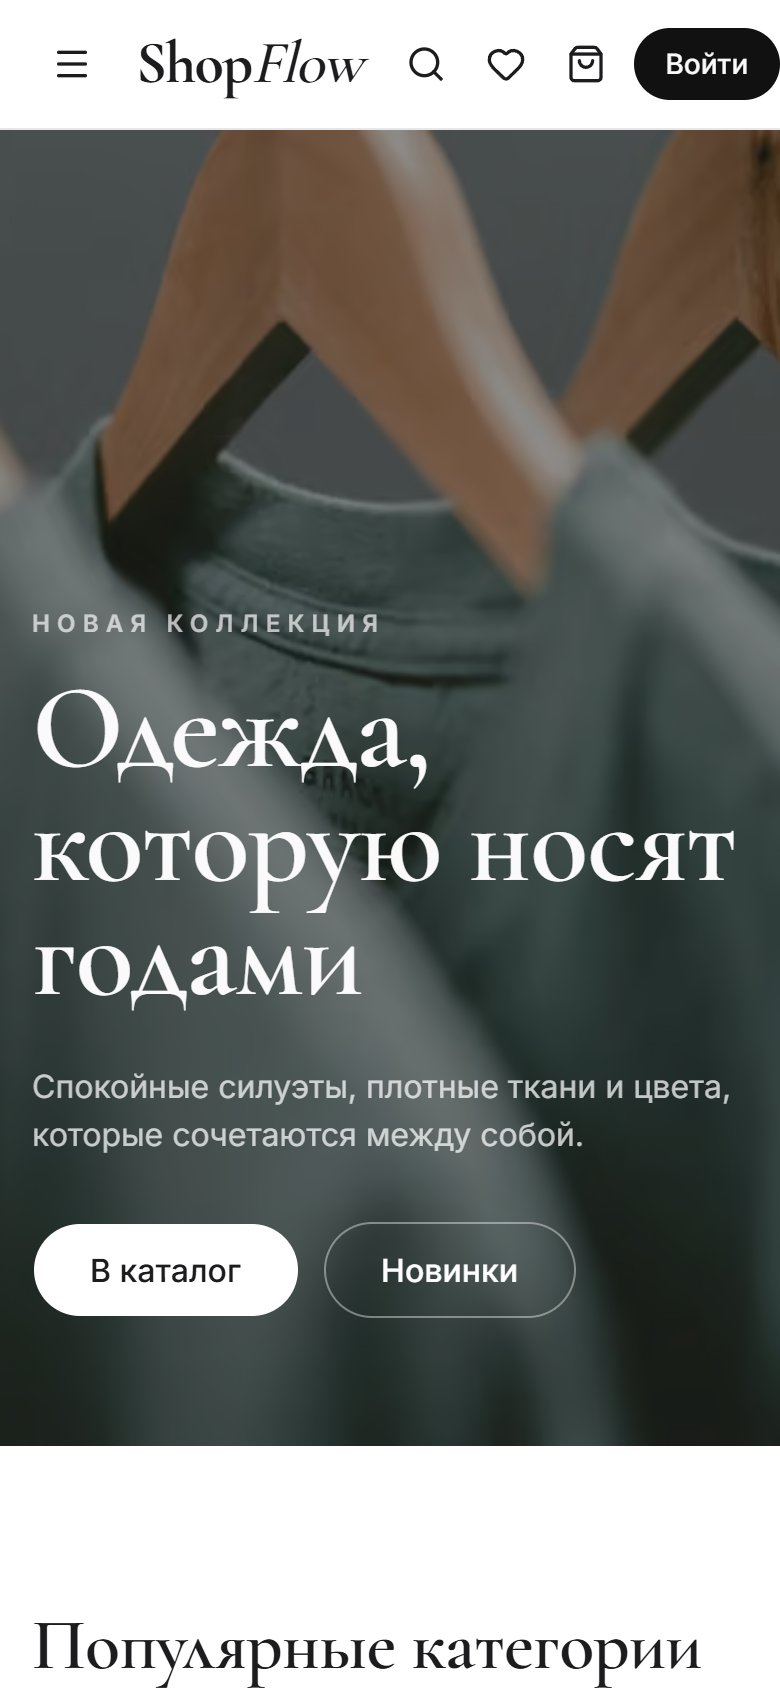 ShopFlow
Войти
НОВАЯ КОЛЛЕКЦИЯ
Одежда,
которую носят
годами
Спокойные силуэты, плотные ткани и цвета,
которые сочетаются между собой.
В каталог
Новинки
Популярные категории